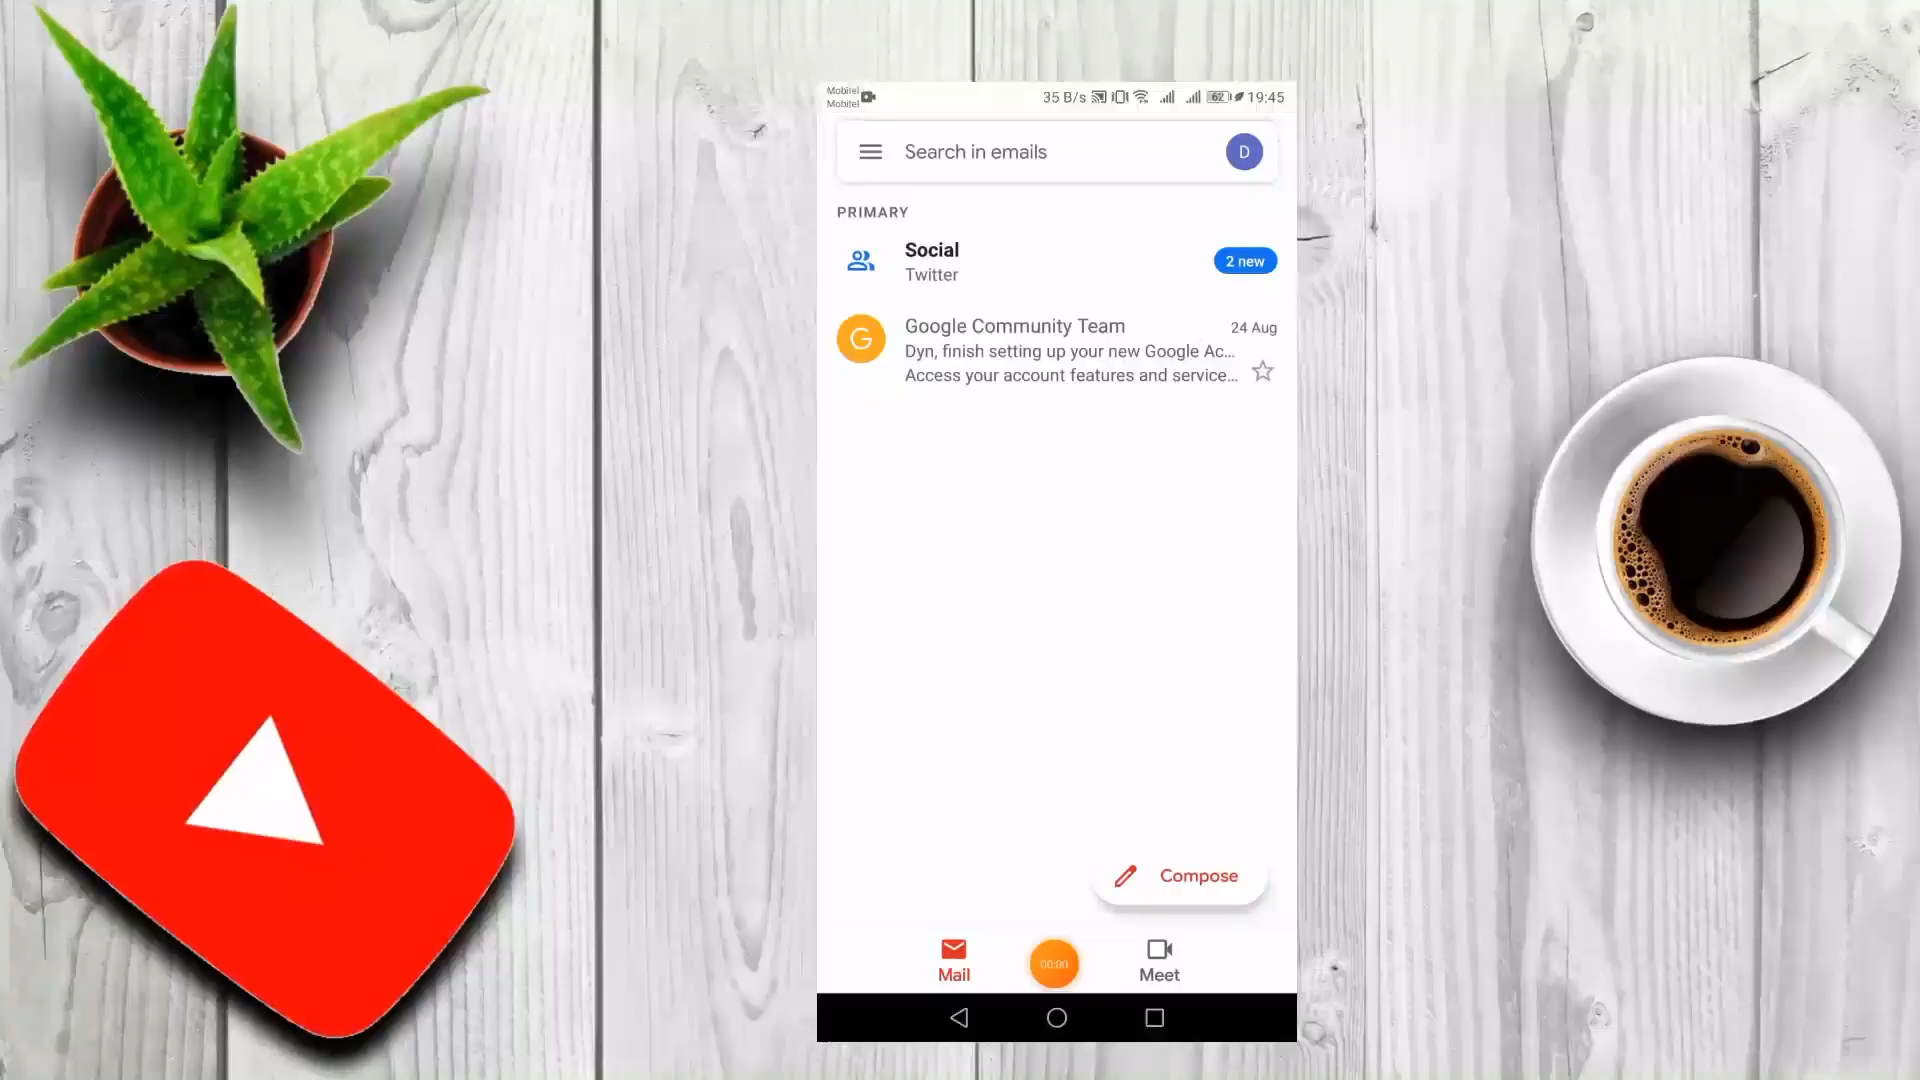 Mobitel
Mobitel
35 B/s 62 19:45
Search in emails D
PRIMARY
Social
Twitter
2 new
G
Google Community Team 24 Aug
Dyn, finish setting up your new Google Ac...
Access your account features and service...
Compose
Mail 00:00 Meet